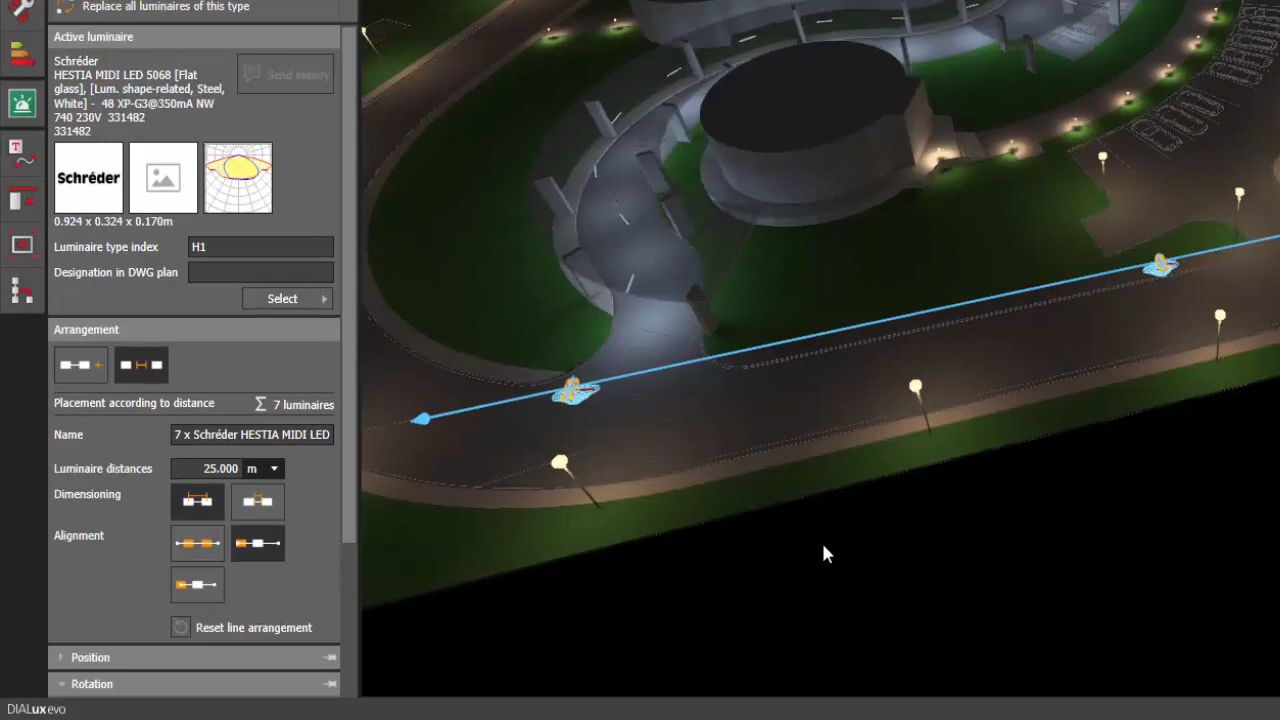 Replace all luminaires of this type
Active luminaire
Schréder
HESTIA MIDI LED 5068 [Flat
glass], [Lum. shape-related, Steel,
White] - 48 XP-G3@350mA NW
740 230V 331482
331482
Send inquiry
Schréder
0.924 x 0.324 x 0.170m
Luminaire type index H1
Designation in DWG plan
Select
Arrangement
Placement according to distance Σ 7 luminaires
Name 7 x Schréder HESTIA MIDI LED
Luminaire distances 25.000 m
Dimensioning
Alignment
Reset line arrangement
Position
Rotation
DIALux evo